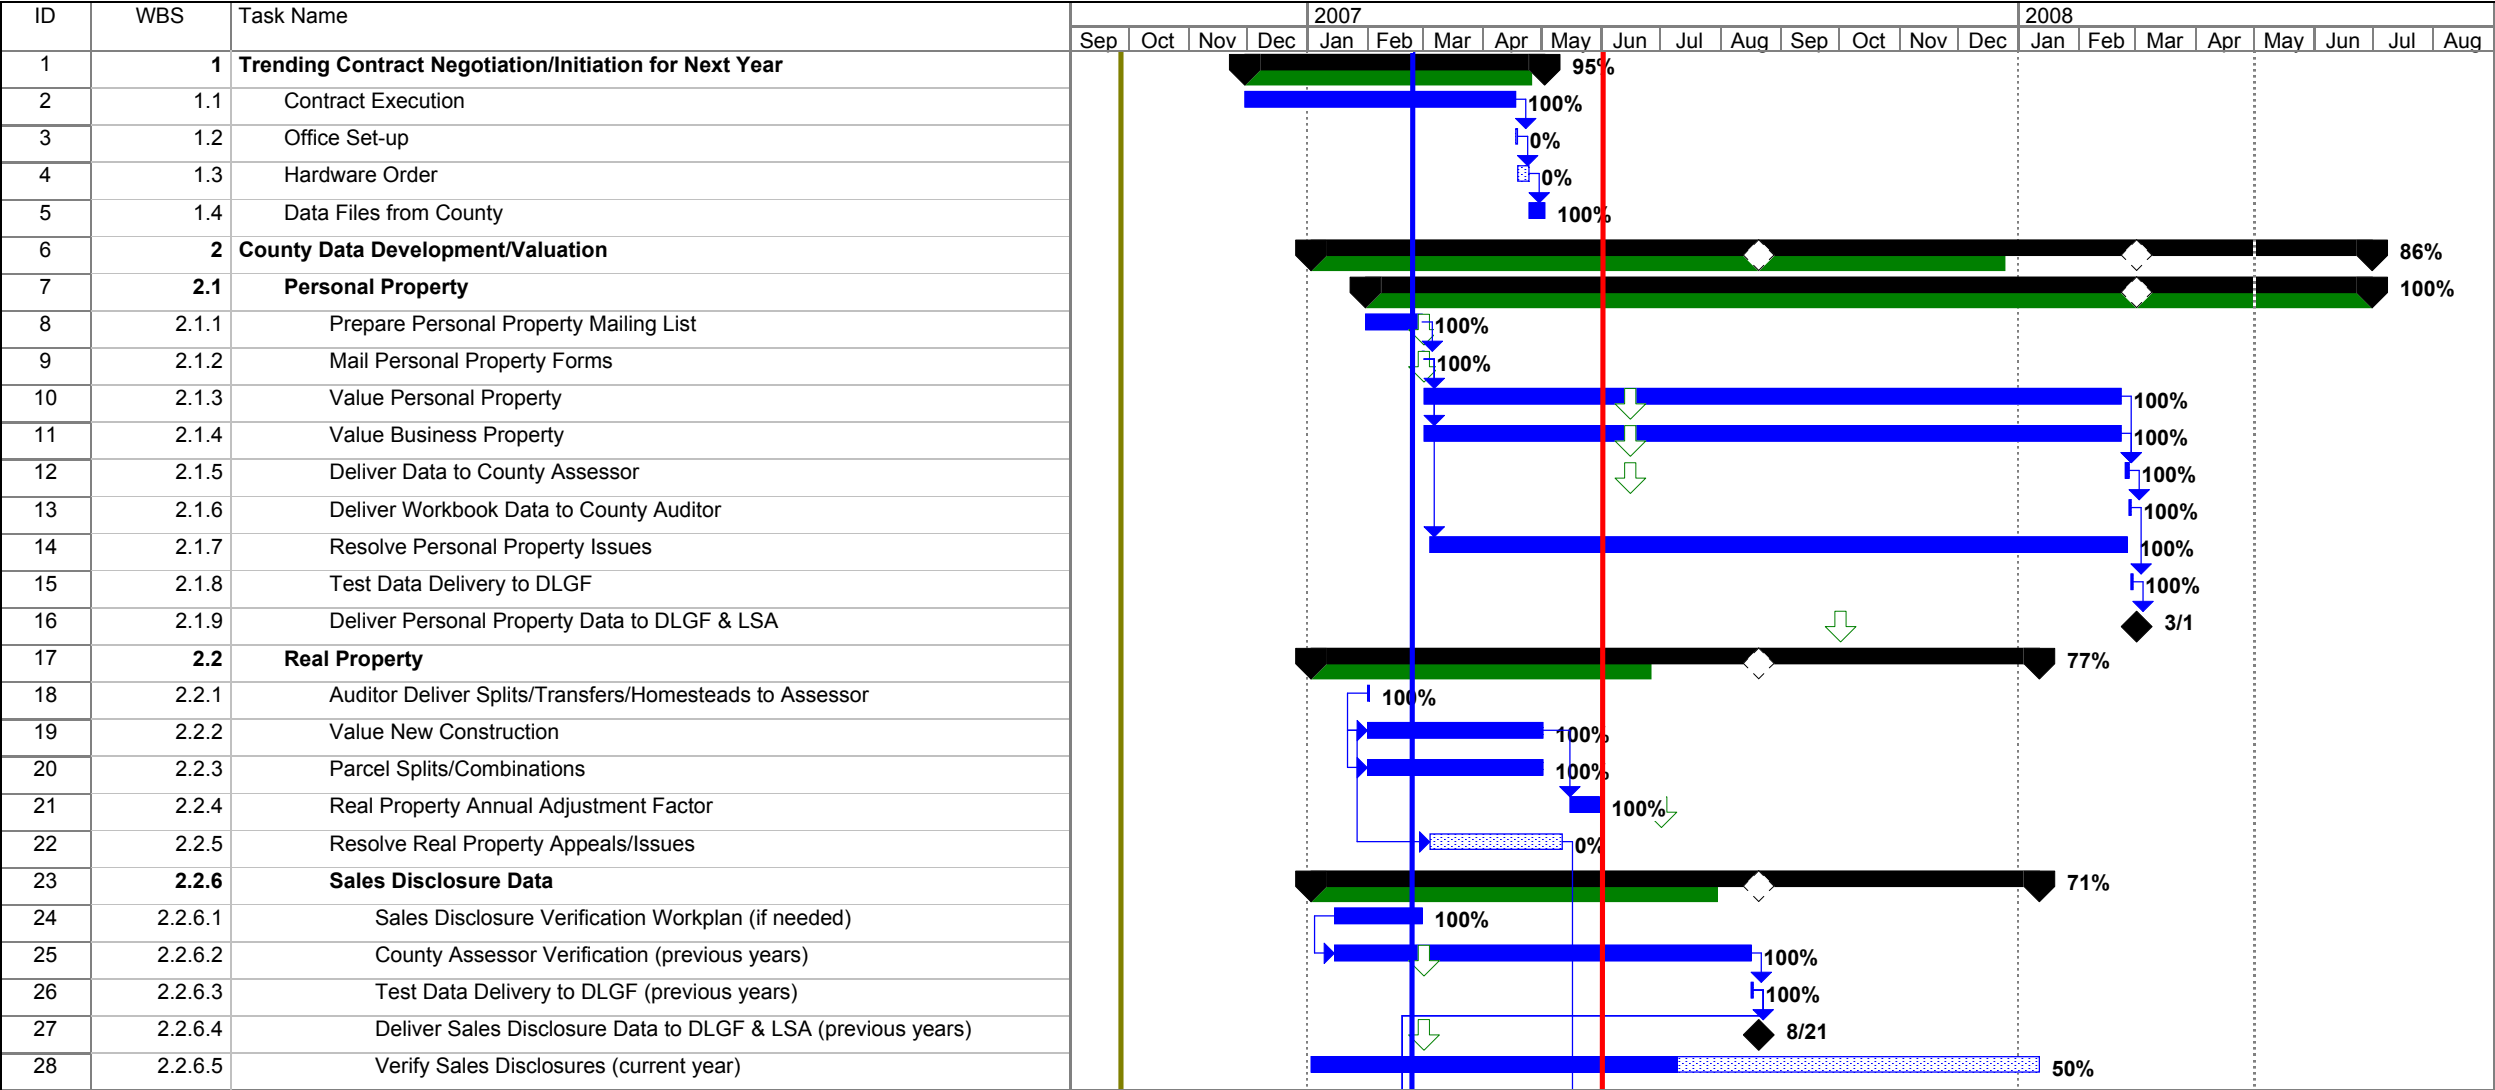 ID WBS Task Name 2007 2008
Sep Oct Nov Dec Jan Feb Mar Apr May Jun Jul Aug Sep Oct Nov Dec Jan Feb Mar Apr May Jun Jul Aug
1 1 Trending Contract Negotiation/Initiation for Next Year 95%
2 1.1 Contract Execution 100%
3 1.2 Office Set-up 0%
4 1.3 Hardware Order 0%
5 1.4 Data Files from County 100%
6 2 County Data Development/Valuation 86%
7 2.1 Personal Property 100%
8 2.1.1 Prepare Personal Property Mailing List 100%
9 2.1.2 Mail Personal Property Forms 100%
10 2.1.3 Value Personal Property 100%
11 2.1.4 Value Business Property 100%
12 2.1.5 Deliver Data to County Assessor 100%
13 2.1.6 Deliver Workbook Data to County Auditor 100%
14 2.1.7 Resolve Personal Property Issues 100%
15 2.1.8 Test Data Delivery to DLGF 100%
16 2.1.9 Deliver Personal Property Data to DLGF & LSA 3/1
17 2.2 Real Property 77%
18 2.2.1 Auditor Deliver Splits/Transfers/Homesteads to Assessor 100%
19 2.2.2 Value New Construction 100%
20 2.2.3 Parcel Splits/Combinations 100%
21 2.2.4 Real Property Annual Adjustment Factor 100%
22 2.2.5 Resolve Real Property Appeals/Issues 0%
23 2.2.6 Sales Disclosure Data 71%
24 2.2.6.1 Sales Disclosure Verification Workplan (if needed) 100%
25 2.2.6.2 County Assessor Verification (previous years) 100%
26 2.2.6.3 Test Data Delivery to DLGF (previous years) 100%
27 2.2.6.4 Deliver Sales Disclosure Data to DLGF & LSA (previous years) 8/21
28 2.2.6.5 Verify Sales Disclosures (current year) 50%